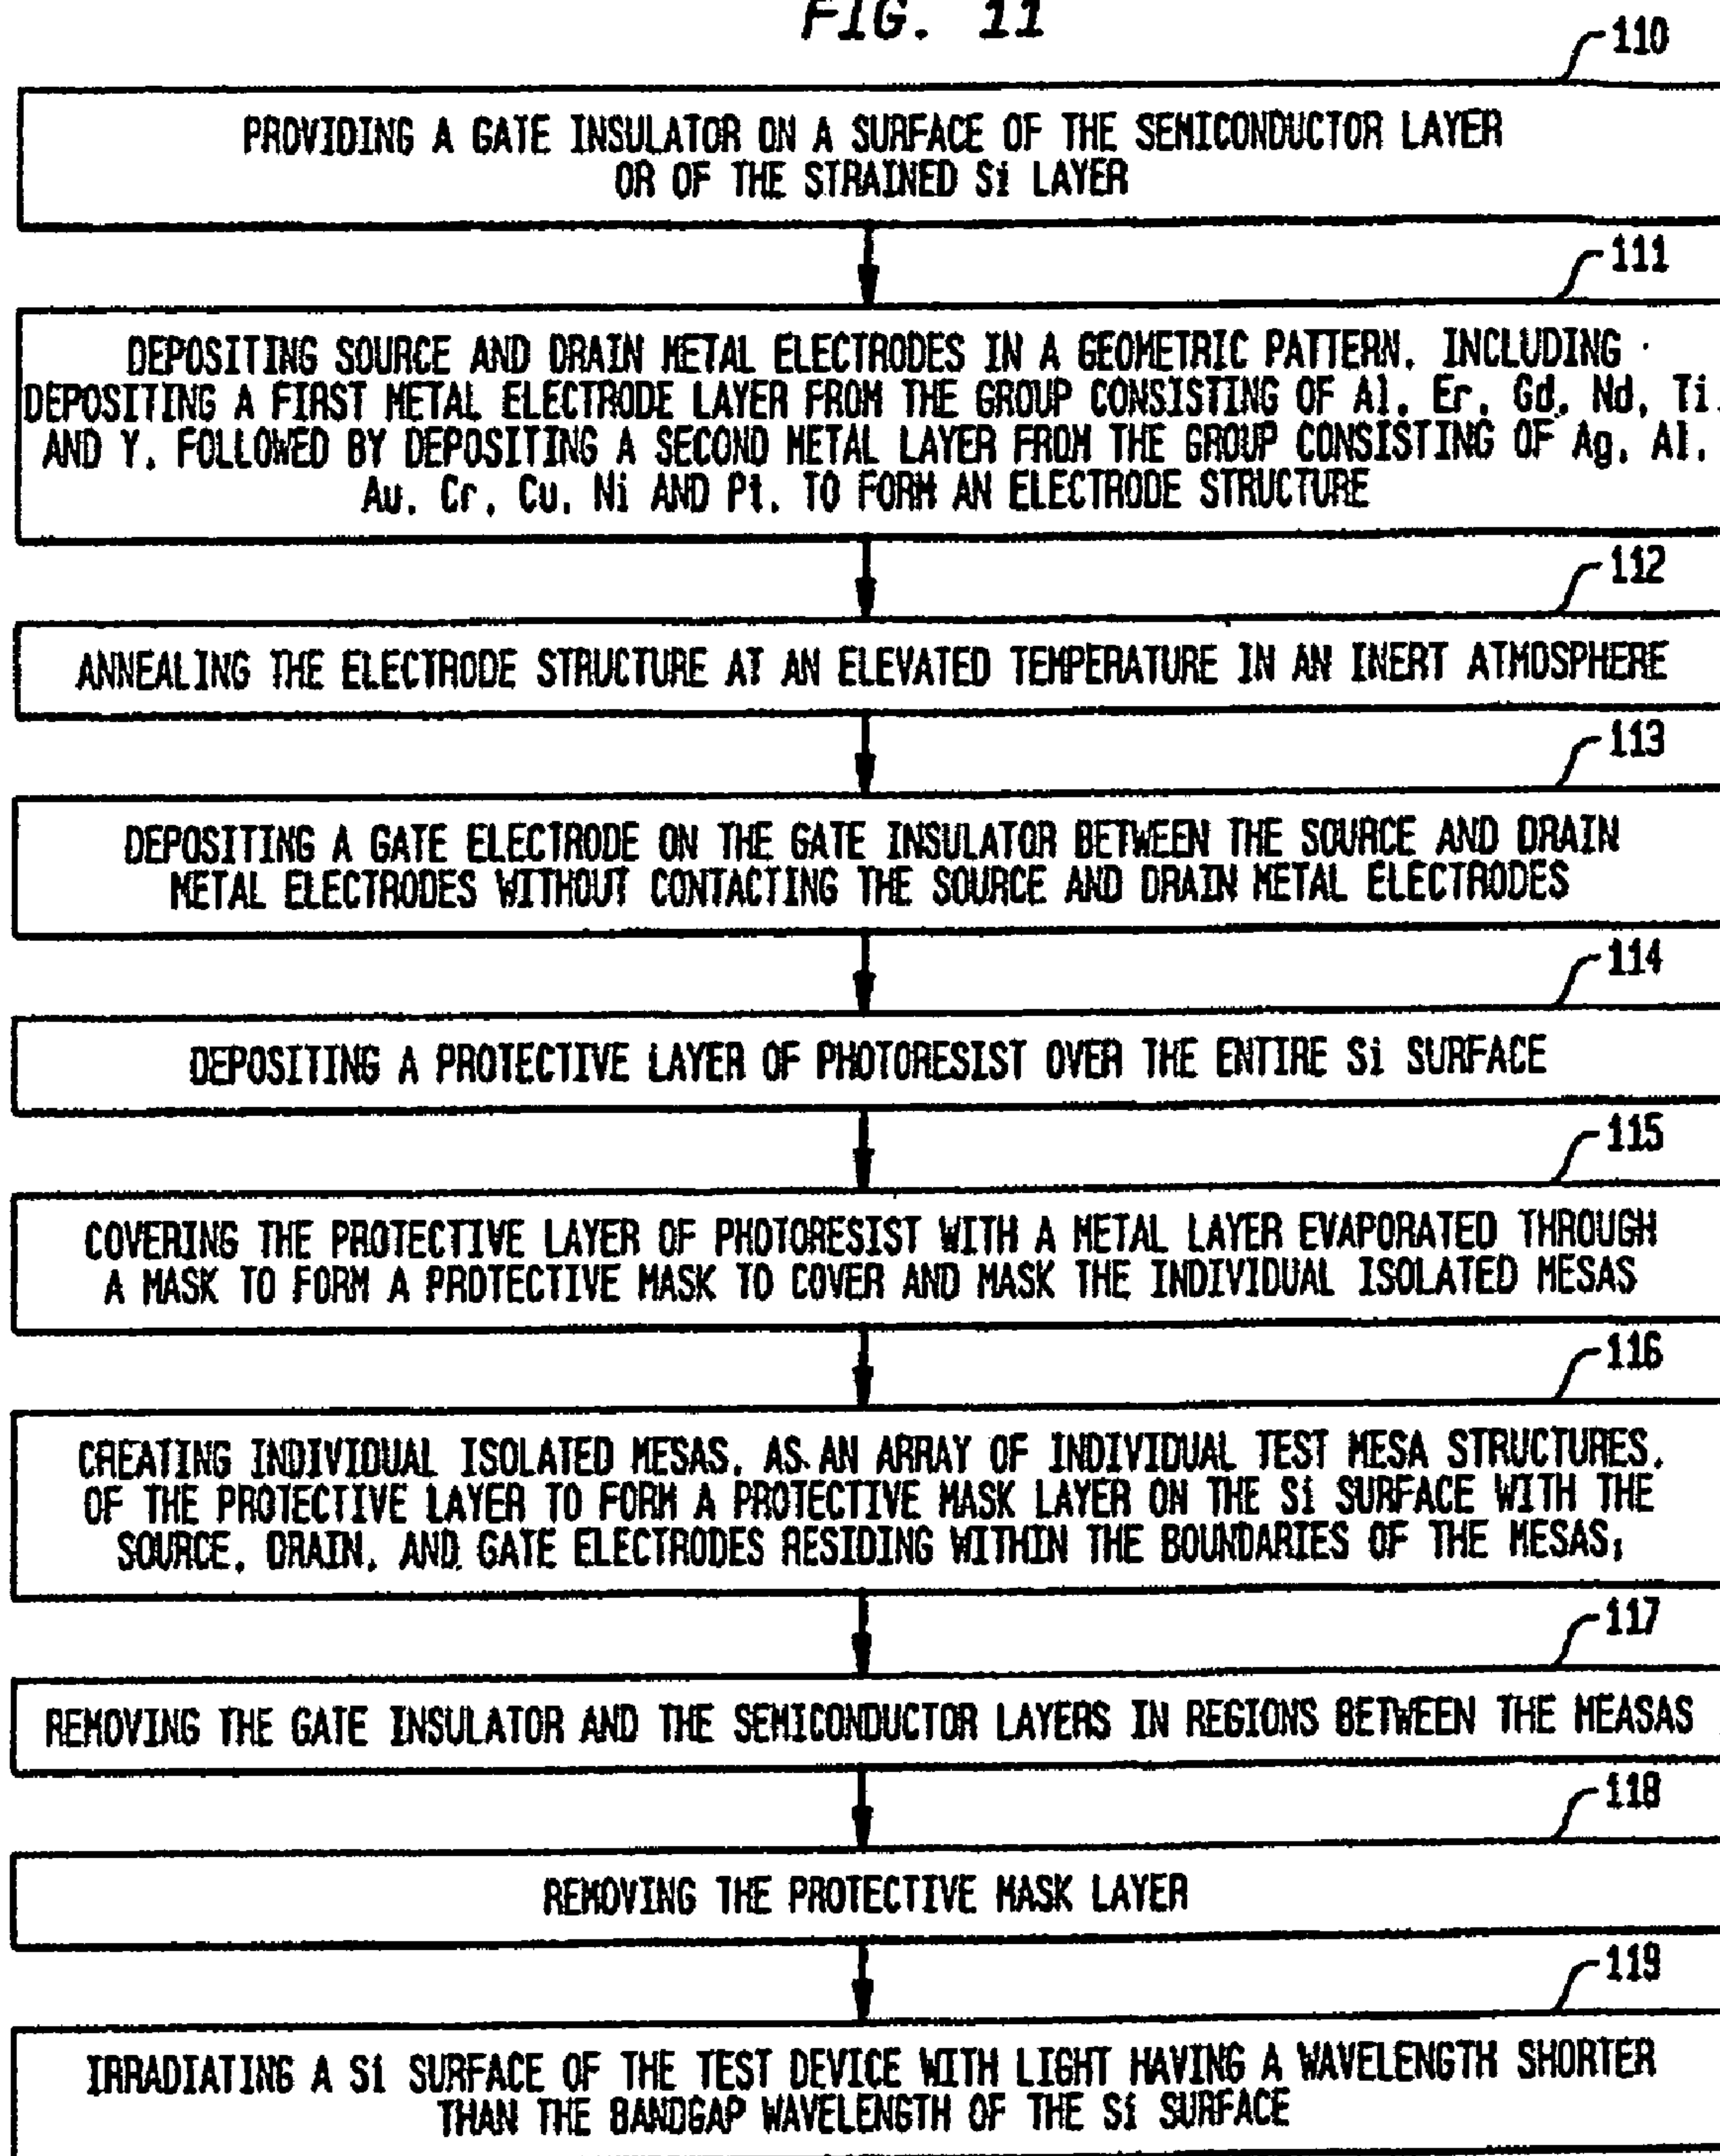 FIG. 11
110
PROVIDING A GATE INSULATOR ON A SURFACE OF THE SEMICONDUCTOR LAYER
OR OF THE STRAINED Si LAYER
111
DEPOSITING SOURCE AND DRAIN METAL ELECTRODES IN A GEOMETRIC PATTERN, INCLUDING
DEPOSITING A FIRST METAL ELECTRODE LAYER FROM THE GROUP CONSISTING OF Al, Er, Gd, Nd, Ti,
AND Y, FOLLOWED BY DEPOSITING A SECOND METAL LAYER FROM THE GROUP CONSISTING OF Ag, Al,
Au, Cr, Cu, Ni AND Pt, TO FORM AN ELECTRODE STRUCTURE
112
ANNEALING THE ELECTRODE STRUCTURE AT AN ELEVATED TEMPERATURE IN AN INERT ATMOSPHERE
113
DEPOSITING A GATE ELECTRODE ON THE GATE INSULATOR BETWEEN THE SOURCE AND DRAIN
METAL ELECTRODES WITHOUT CONTACTING THE SOURCE AND DRAIN METAL ELECTRODES
114
DEPOSITING A PROTECTIVE LAYER OF PHOTORESIST OVER THE ENTIRE Si SURFACE
115
COVERING THE PROTECTIVE LAYER OF PHOTORESIST WITH A METAL LAYER EVAPORATED THROUGH
A MASK TO FORM A PROTECTIVE MASK TO COVER AND MASK THE INDIVIDUAL ISOLATED MESAS
116
CREATING INDIVIDUAL ISOLATED MESAS, AS AN ARRAY OF INDIVIDUAL TEST MESA STRUCTURES,
OF THE PROTECTIVE LAYER TO FORM A PROTECTIVE MASK LAYER ON THE Si SURFACE WITH THE
SOURCE, DRAIN, AND GATE ELECTRODES RESIDING WITHIN THE BOUNDARIES OF THE MESAS;
117
REMOVING THE GATE INSULATOR AND THE SEMICONDUCTOR LAYERS IN REGIONS BETWEEN THE MEASAS
118
REMOVING THE PROTECTIVE MASK LAYER
119
IRRADIATING A Si SURFACE OF THE TEST DEVICE WITH LIGHT HAVING A WAVELENGTH SHORTER
THAN THE BANDGAP WAVELENGTH OF THE Si SURFACE